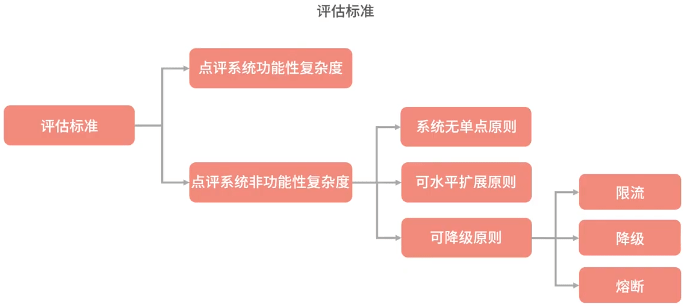 评估标准
点评系统功能性复杂度
评估标准
系统无单点原则
点评系统非功能性复杂度
可水平扩展原则
限流
可降级原则
降级
熔断